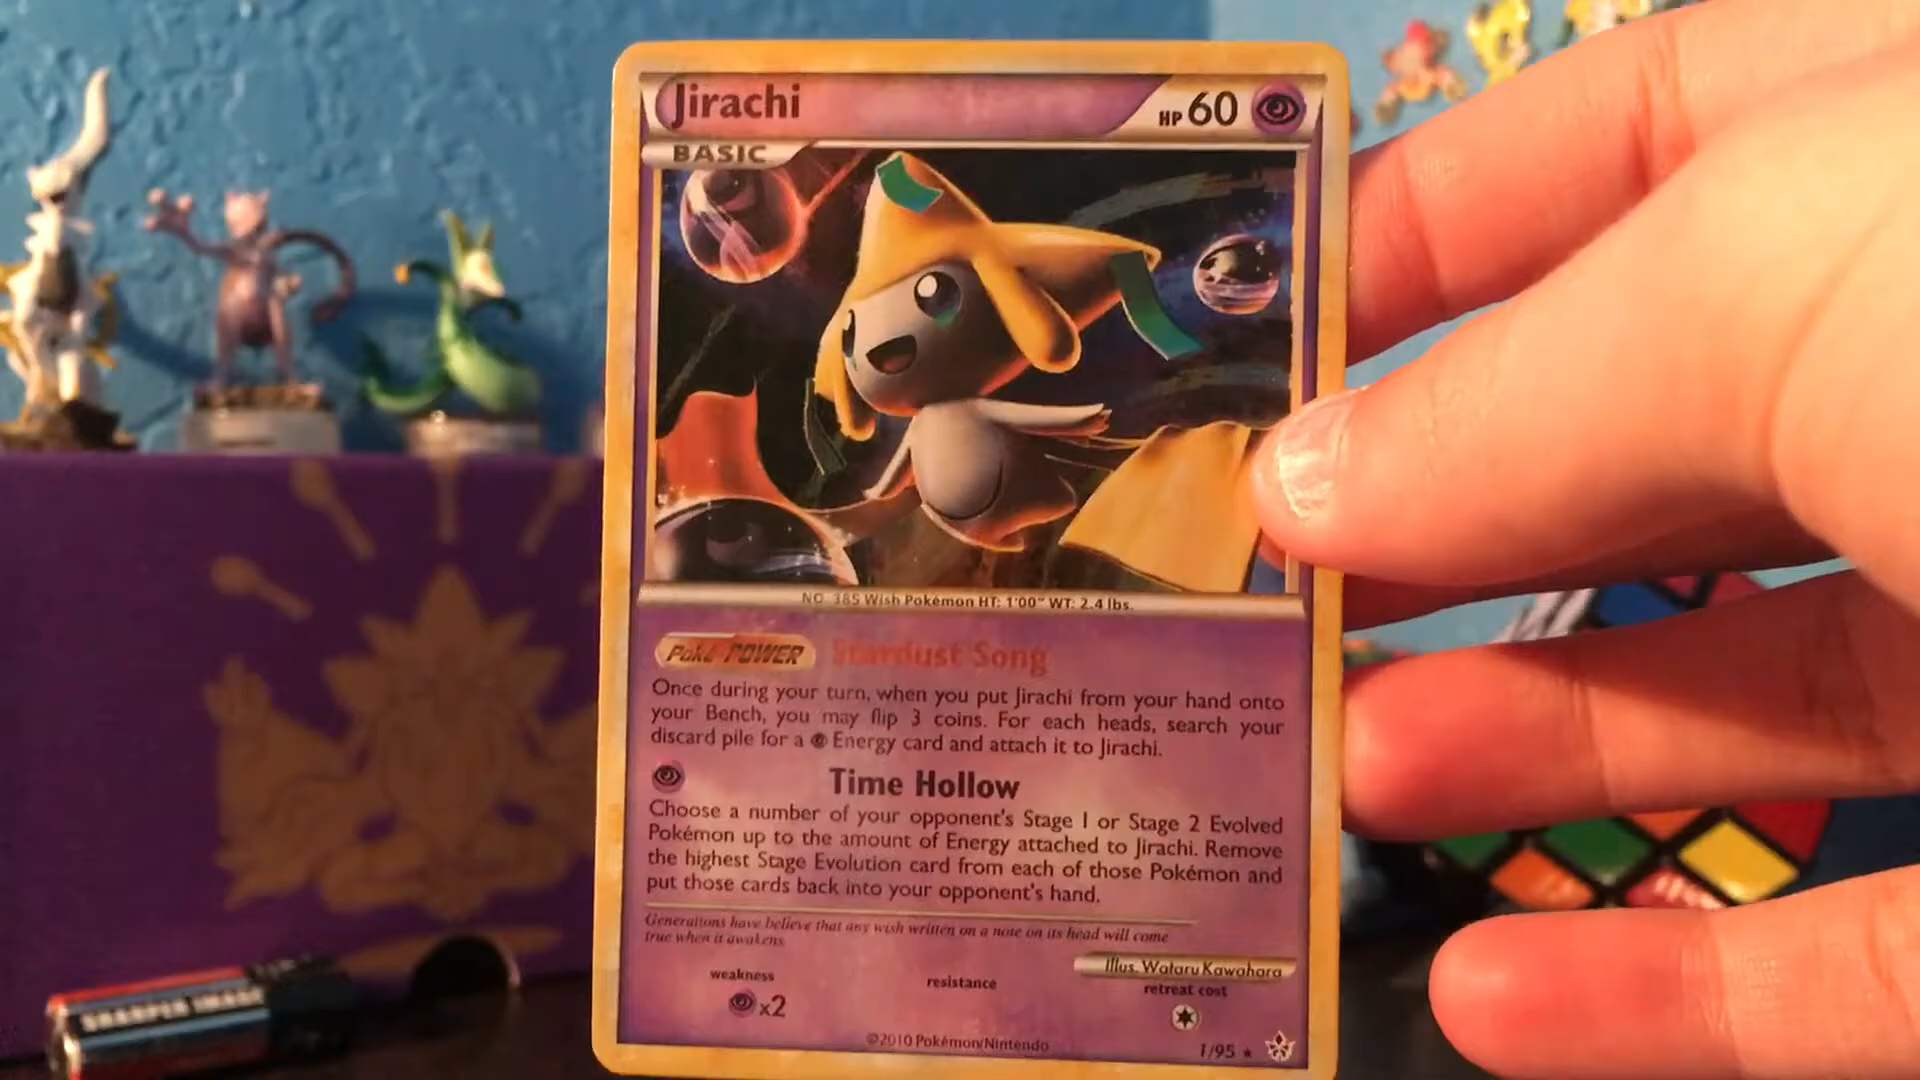 Jirachi
HP 60
BASIC
NO. 385 Wish Pokémon HT: 1'00" WT: 2.4 lbs.
Poké-POWER Stardust Song
Once during your turn, when you put Jirachi from your hand onto
your Bench, you may flip 3 coins. For each heads, search your
discard pile for a Energy card and attach it to Jirachi.
Time Hollow
Choose a number of your opponent's Stage 1 or Stage 2 Evolved
Pokémon up to the amount of Energy attached to Jirachi. Remove
the highest Stage Evolution card from each of those Pokémon and
put those cards back into your opponent's hand.
Generations have believe that any wish written on a note on its head will come
true when it awakens.
Illus. Wataru Kawahara
weakness
resistance
retreat cost
x2
©2010 Pokémon/Nintendo
1/95 ★
SHARPER IMAGE